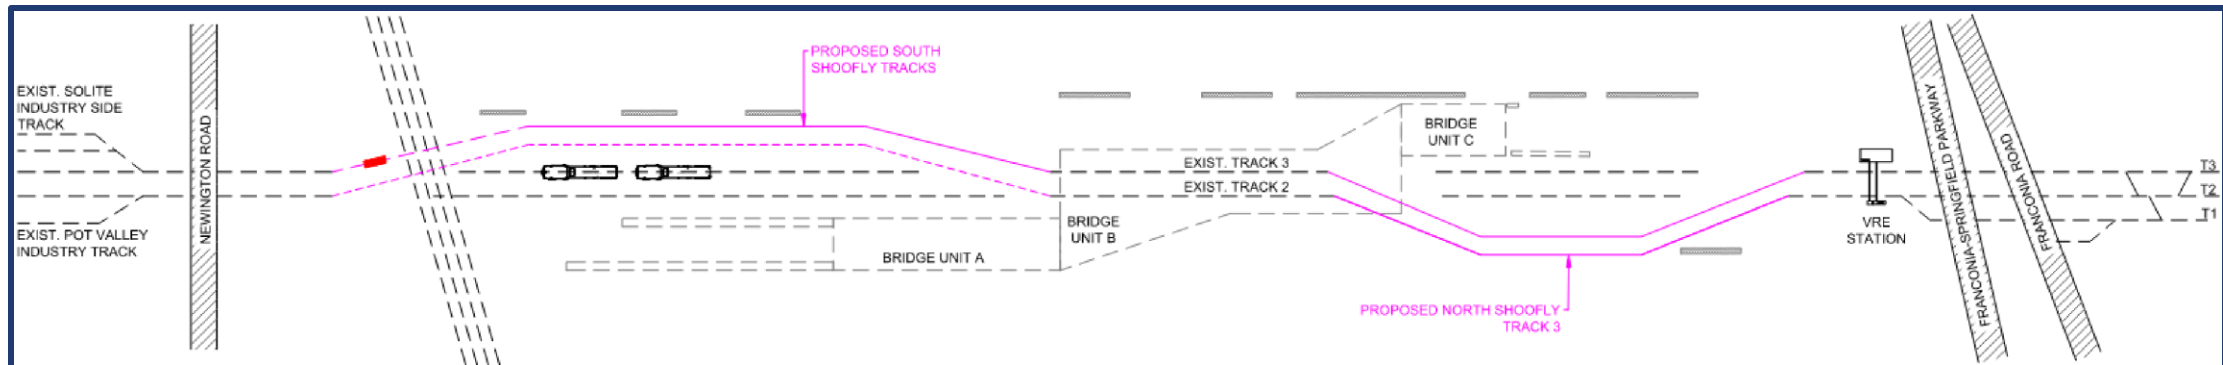 PROPOSED SOUTH
SHOOFLY TRACKS
EXIST. SOLITE
INDUSTRY SIDE
TRACK
NEWINGTON ROAD
EXIST. POT VALLEY
INDUSTRY TRACK
EXIST. TRACK 3
EXIST. TRACK 2
BRIDGE
UNIT C
BRIDGE
UNIT B
BRIDGE UNIT A
PROPOSED NORTH SHOOFLY
TRACK 3
VRE
STATION
FRANCONIA-SPRINGFIELD PARKWAY
FRANCONIA ROAD
T3
T2
T1